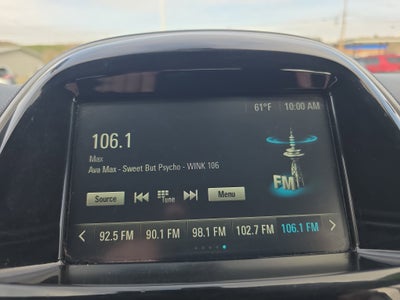 61°F 10:00 AM
106.1
Max
Ava Max - Sweet But Psycho - WINK 106
FM
Source Tune Menu
92.5 FM 90.1 FM 98.1 FM 102.7 FM 106.1 FM